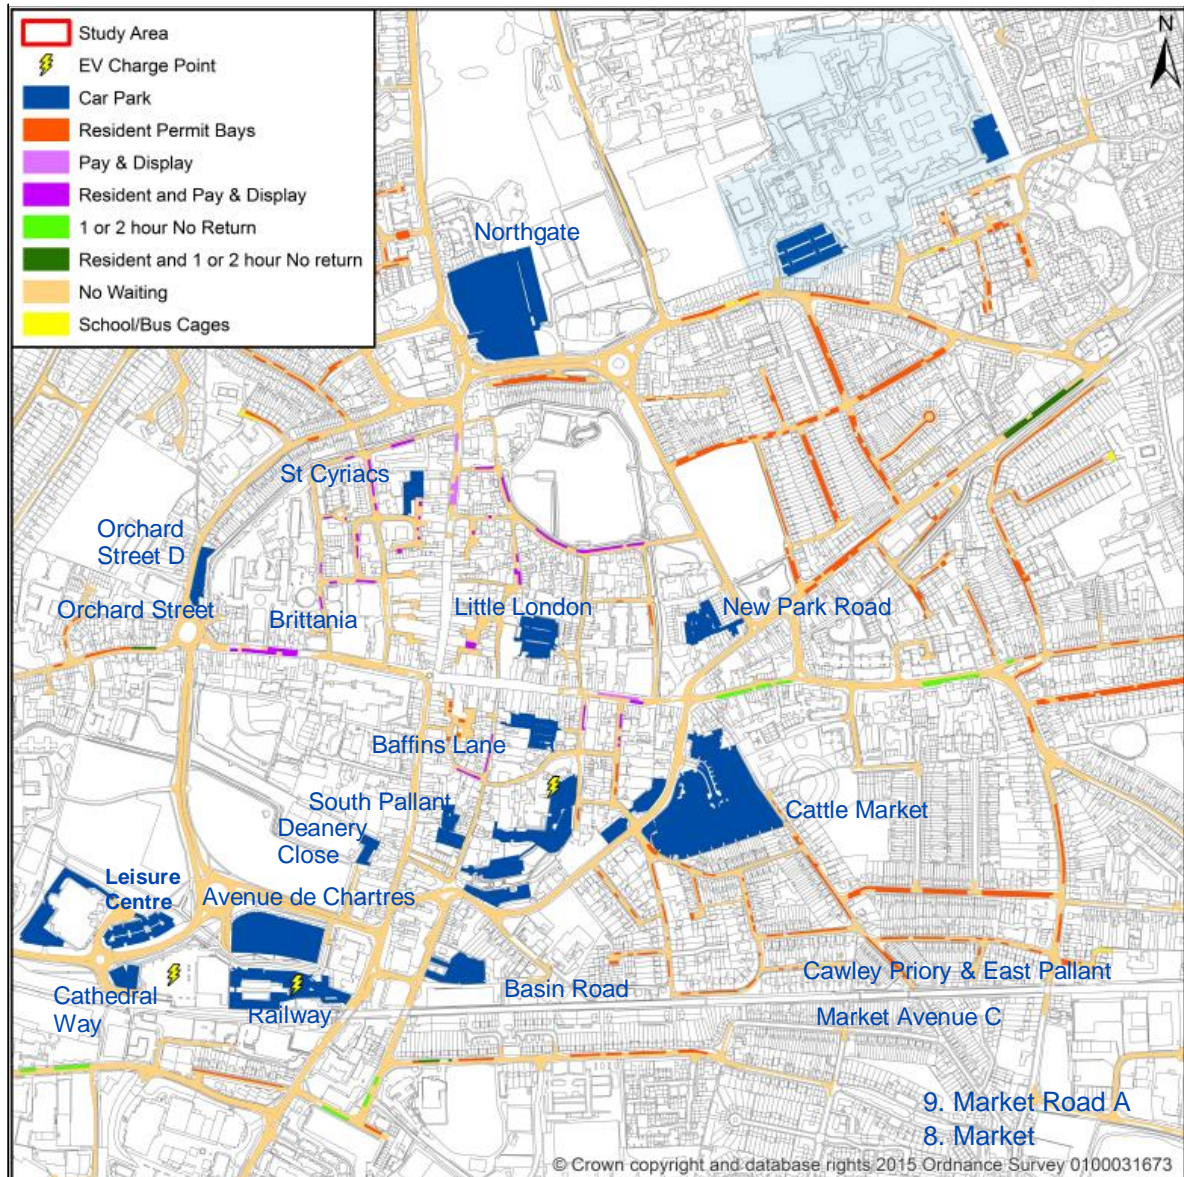 Study Area
EV Charge Point
Car Park
Resident Permit Bays
Pay & Display
Resident and Pay & Display
1 or 2 hour No Return
Resident and 1 or 2 hour No return
No Waiting
School/Bus Cages
N
Northgate
St Cyriacs
Orchard
Street D
Orchard Street
Brittania
Little London
New Park Road
Baffins Lane
South Pallant
Deanery
Close
Cattle Market
Leisure
Centre
Avenue de Chartres
Cathedral
Way
Railway
Basin Road
Cawley Priory & East Pallant
Market Avenue C
9. Market Road A
8. Market
© Crown copyright and database rights 2015 Ordnance Survey 0100031673